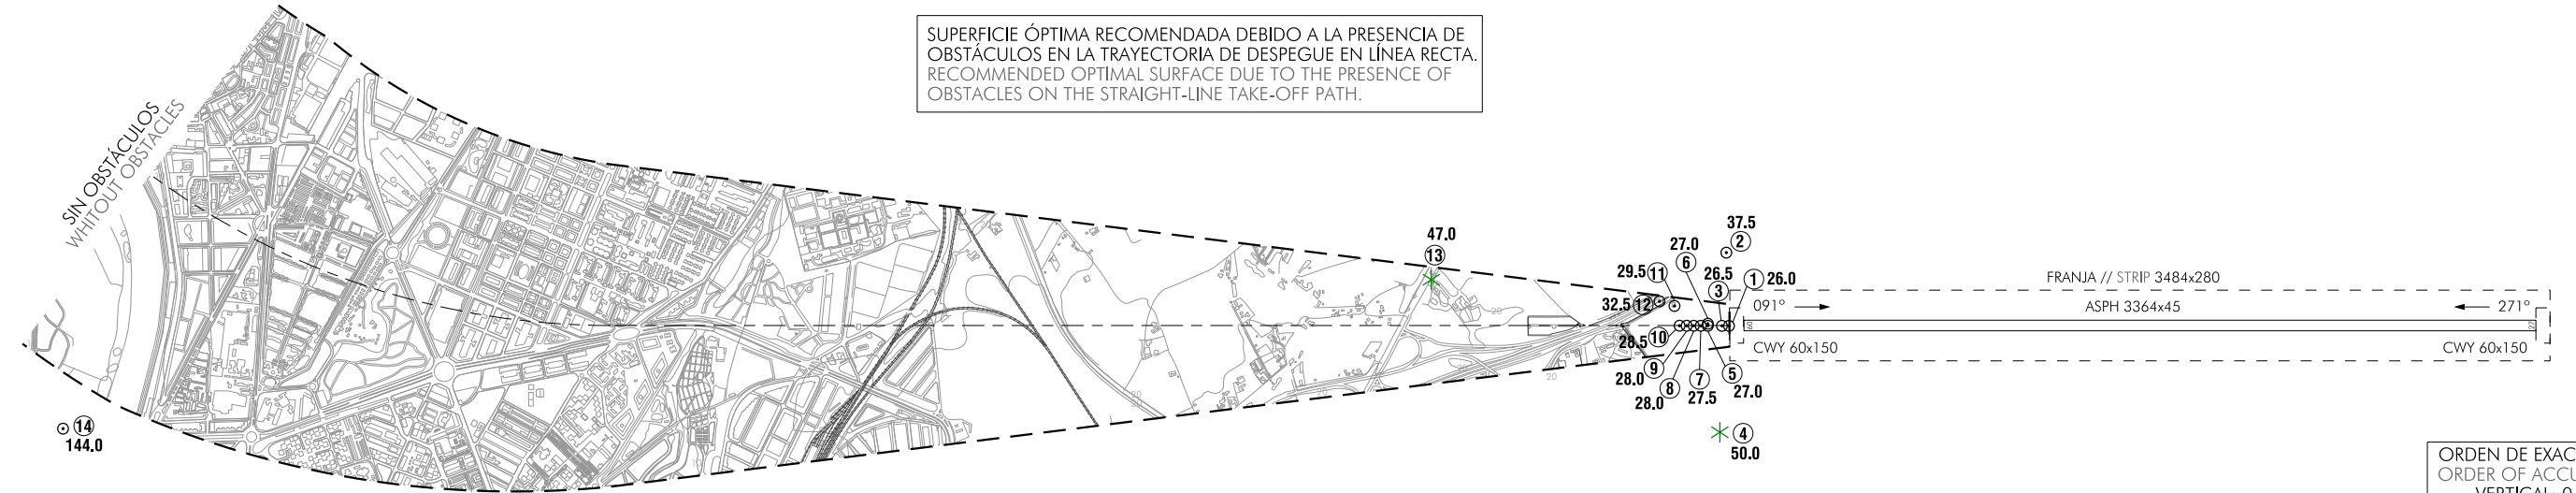 SUPERFICIE ÓPTIMA RECOMENDADA DEBIDO A LA PRESENCIA DE
OBSTÁCULOS EN LA TRAYECTORIA DE DESPEGUE EN LÍNEA RECTA.
RECOMMENDED OPTIMAL SURFACE DUE TO THE PRESENCE OF
OBSTACLES ON THE STRAIGHT-LINE TAKE-OFF PATH.
SIN OBSTÁCULOS
WHITOUT OBSTACLES
37.5
2
47.0
13
27.0
6
29.5 11
26.5
3
1 26.0
FRANJA // STRIP 3484x280
32.5 12
091°
ASPH 3364x45
271°
28.5 10
CWY 60x150
CWY 60x150
9
28.0
8
28.0
7
27.5
5
27.0
20
20
20
14
144.0
4
50.0
ORDEN DE EXAC
ORDER OF ACCU
VERTICAL: 0